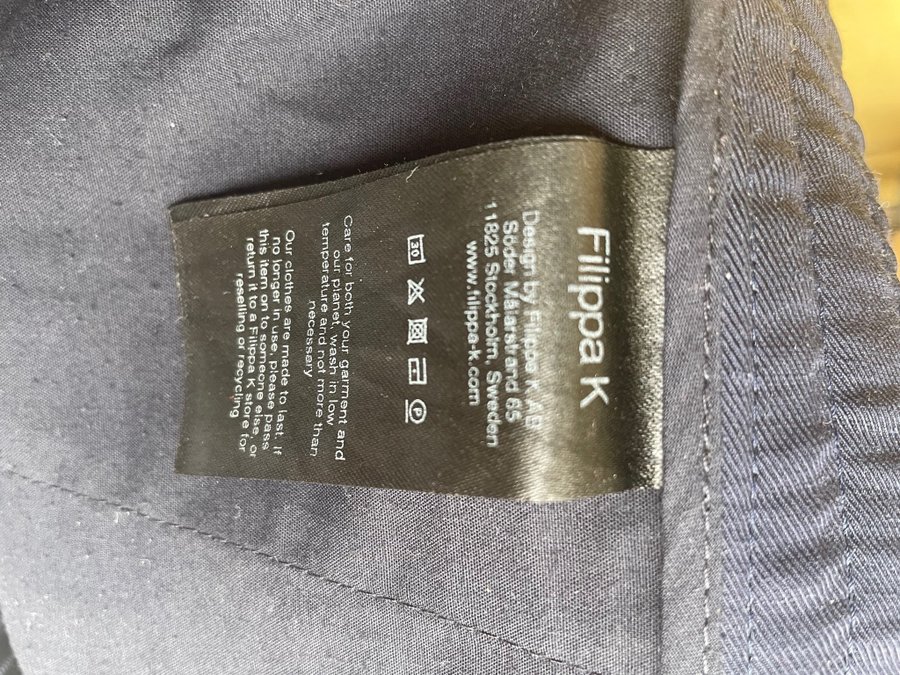 Filippa K
Design by Filippa K AB
Söder Mälarstrand 65
11825 Stockholm, Sweden
www.filippa-k.com
30
P
Care for both your garment and
our planet, wash in low
temperature and not more than
necessary.
Our clothes are made to last. If
no longer in use, please pass
this item on to someone else, or
return it to a Filippa K store for
reselling or recycling.